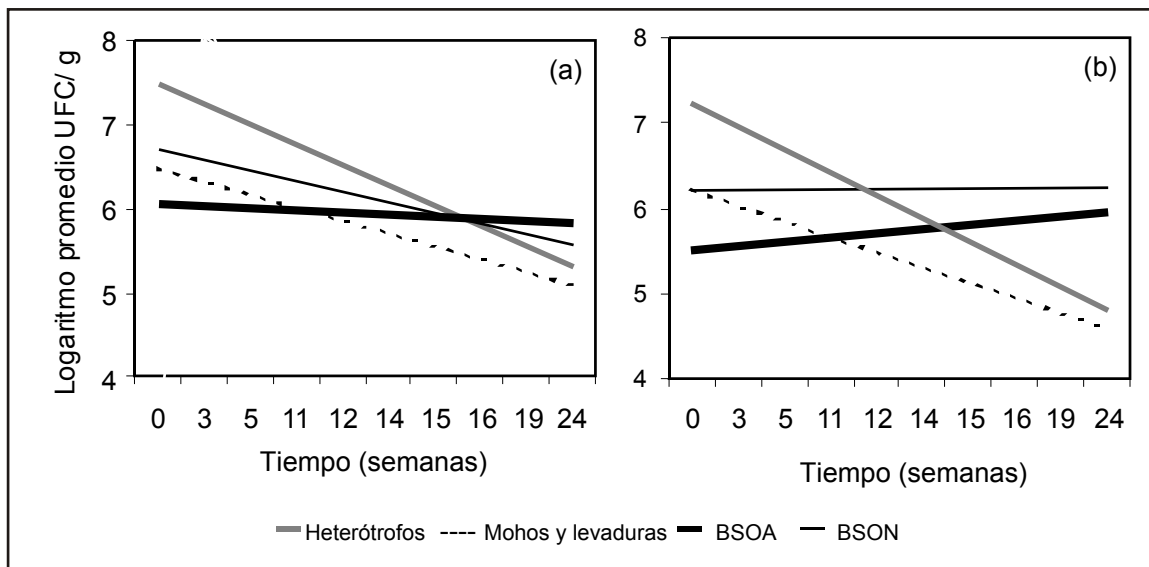 Logaritmo promedio UFC/ g
8
7
6
5
4
(a)
0 3 5 11 12 14 15 16 19 24
Tiempo (semanas)
8
7
6
5
4
(b)
0 3 5 11 12 14 15 16 19 24
Tiempo (semanas)
Heterótrofos Mohos y levaduras BSOA BSON